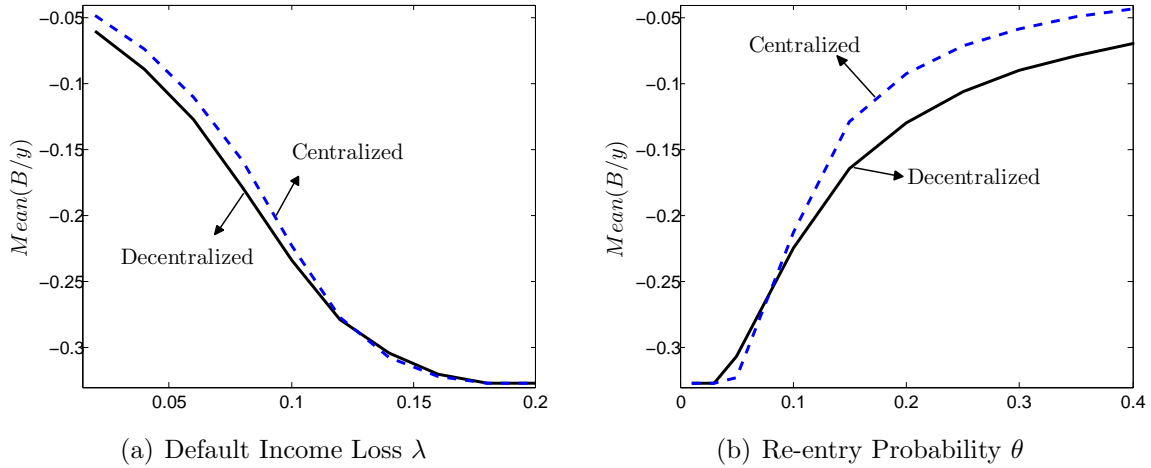 −0.05
−0.1
−0.15
−0.2
−0.25
−0.3
Mean(B/y)
Centralized
Decentralized
0.05
0.1
0.15
0.2
(a) Default Income Loss λ
−0.05
−0.1
−0.15
−0.2
−0.25
−0.3
Mean(B/y)
Centralized
Decentralized
0
0.1
0.2
0.3
0.4
(b) Re-entry Probability θ